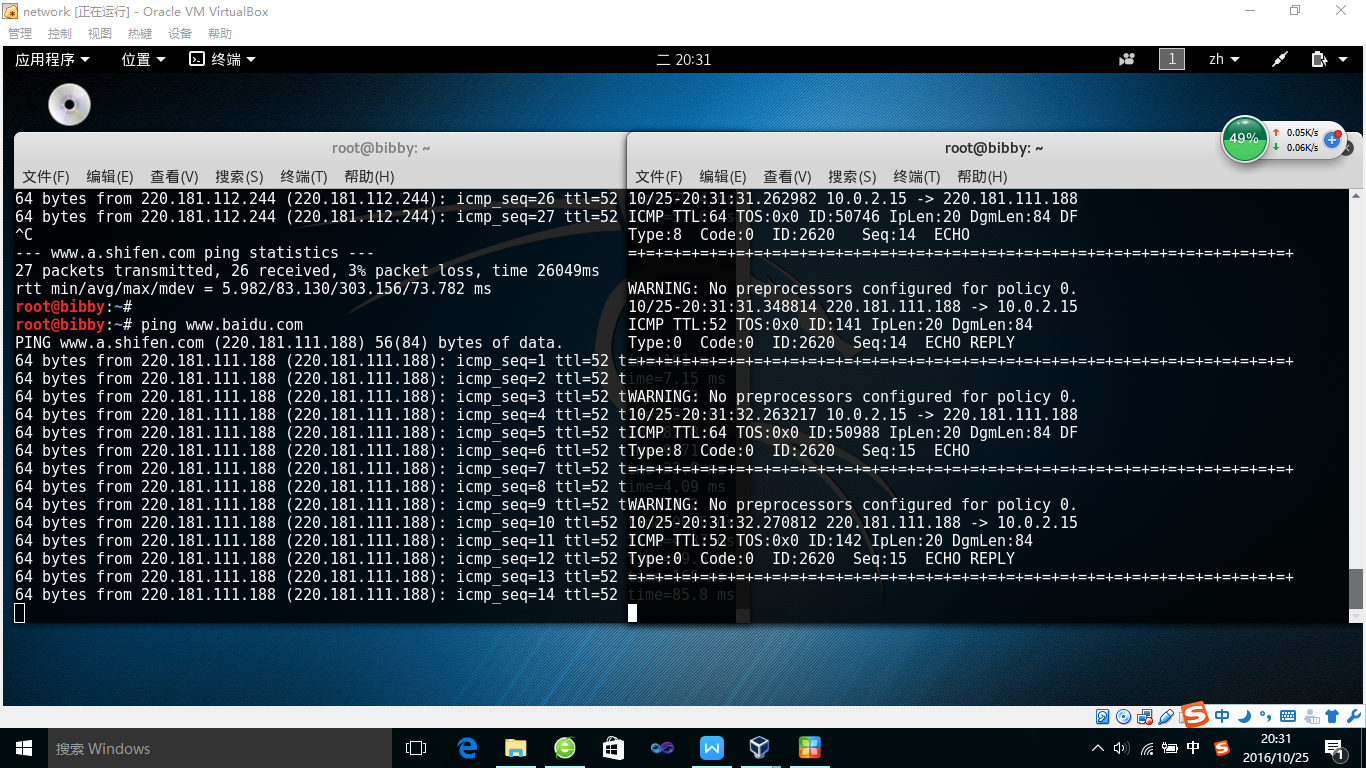 network [正在运行] - Oracle VM VirtualBox
管理 控制 视图 热键 设备 帮助
应用程序 位置 终端 二 20:31 1 zh
49% 0.05K/s
0.06K/s
root@bibby: ~
文件(F) 编辑(E) 查看(V) 搜索(S) 终端(T) 帮助(H)
64 bytes from 220.181.112.244 (220.181.112.244): icmp_seq=26 ttl=52
64 bytes from 220.181.112.244 (220.181.112.244): icmp_seq=27 ttl=52
^C
--- www.a.shifen.com ping statistics ---
27 packets transmitted, 26 received, 3% packet loss, time 26049ms
rtt min/avg/max/mdev = 5.982/83.130/303.156/73.782 ms
root@bibby:~#
root@bibby:~# ping www.baidu.com
PING www.a.shifen.com (220.181.111.188) 56(84) bytes of data.
64 bytes from 220.181.111.188 (220.181.111.188): icmp_seq=1 ttl=52 t
64 bytes from 220.181.111.188 (220.181.111.188): icmp_seq=2 ttl=52 time=7.15 ms
64 bytes from 220.181.111.188 (220.181.111.188): icmp_seq=3 ttl=52 t
64 bytes from 220.181.111.188 (220.181.111.188): icmp_seq=4 ttl=52 t
64 bytes from 220.181.111.188 (220.181.111.188): icmp_seq=5 ttl=52 t
64 bytes from 220.181.111.188 (220.181.111.188): icmp_seq=6 ttl=52 t
64 bytes from 220.181.111.188 (220.181.111.188): icmp_seq=7 ttl=52 t
64 bytes from 220.181.111.188 (220.181.111.188): icmp_seq=8 ttl=52 time=4.09 ms
64 bytes from 220.181.111.188 (220.181.111.188): icmp_seq=9 ttl=52 t
64 bytes from 220.181.111.188 (220.181.111.188): icmp_seq=10 ttl=52
64 bytes from 220.181.111.188 (220.181.111.188): icmp_seq=11 ttl=52
64 bytes from 220.181.111.188 (220.181.111.188): icmp_seq=12 ttl=52
64 bytes from 220.181.111.188 (220.181.111.188): icmp_seq=13 ttl=52
64 bytes from 220.181.111.188 (220.181.111.188): icmp_seq=14 ttl=52 time=85.8 ms
root@bibby: ~
文件(F) 编辑(E) 查看(V) 搜索(S) 终端(T) 帮助(H)
10/25-20:31:31.262982 10.0.2.15 -> 220.181.111.188
ICMP TTL:64 TOS:0x0 ID:50746 IpLen:20 DgmLen:84 DF
Type:8 Code:0 ID:2620 Seq:14 ECHO
=+=+=+=+=+=+=+=+=+=+=+=+=+=+=+=+=+=+=+=+=+=+=+=+=+=+=+=+=+=+=+=+=+=+=+=+=+
WARNING: No preprocessors configured for policy 0.
10/25-20:31:31.348814 220.181.111.188 -> 10.0.2.15
ICMP TTL:52 TOS:0x0 ID:141 IpLen:20 DgmLen:84
Type:0 Code:0 ID:2620 Seq:14 ECHO REPLY
=+=+=+=+=+=+=+=+=+=+=+=+=+=+=+=+=+=+=+=+=+=+=+=+=+=+=+=+=+=+=+=+=+=+=+=+=+
WARNING: No preprocessors configured for policy 0.
10/25-20:31:32.263217 10.0.2.15 -> 220.181.111.188
ICMP TTL:64 TOS:0x0 ID:50988 IpLen:20 DgmLen:84 DF
Type:8 Code:0 ID:2620 Seq:15 ECHO
=+=+=+=+=+=+=+=+=+=+=+=+=+=+=+=+=+=+=+=+=+=+=+=+=+=+=+=+=+=+=+=+=+=+=+=+=+
WARNING: No preprocessors configured for policy 0.
10/25-20:31:32.270812 220.181.111.188 -> 10.0.2.15
ICMP TTL:52 TOS:0x0 ID:142 IpLen:20 DgmLen:84
Type:0 Code:0 ID:2620 Seq:15 ECHO REPLY
=+=+=+=+=+=+=+=+=+=+=+=+=+=+=+=+=+=+=+=+=+=+=+=+=+=+=+=+=+=+=+=+=+=+=+=+=+
中
搜索 Windows
中 20:31
2016/10/25
1